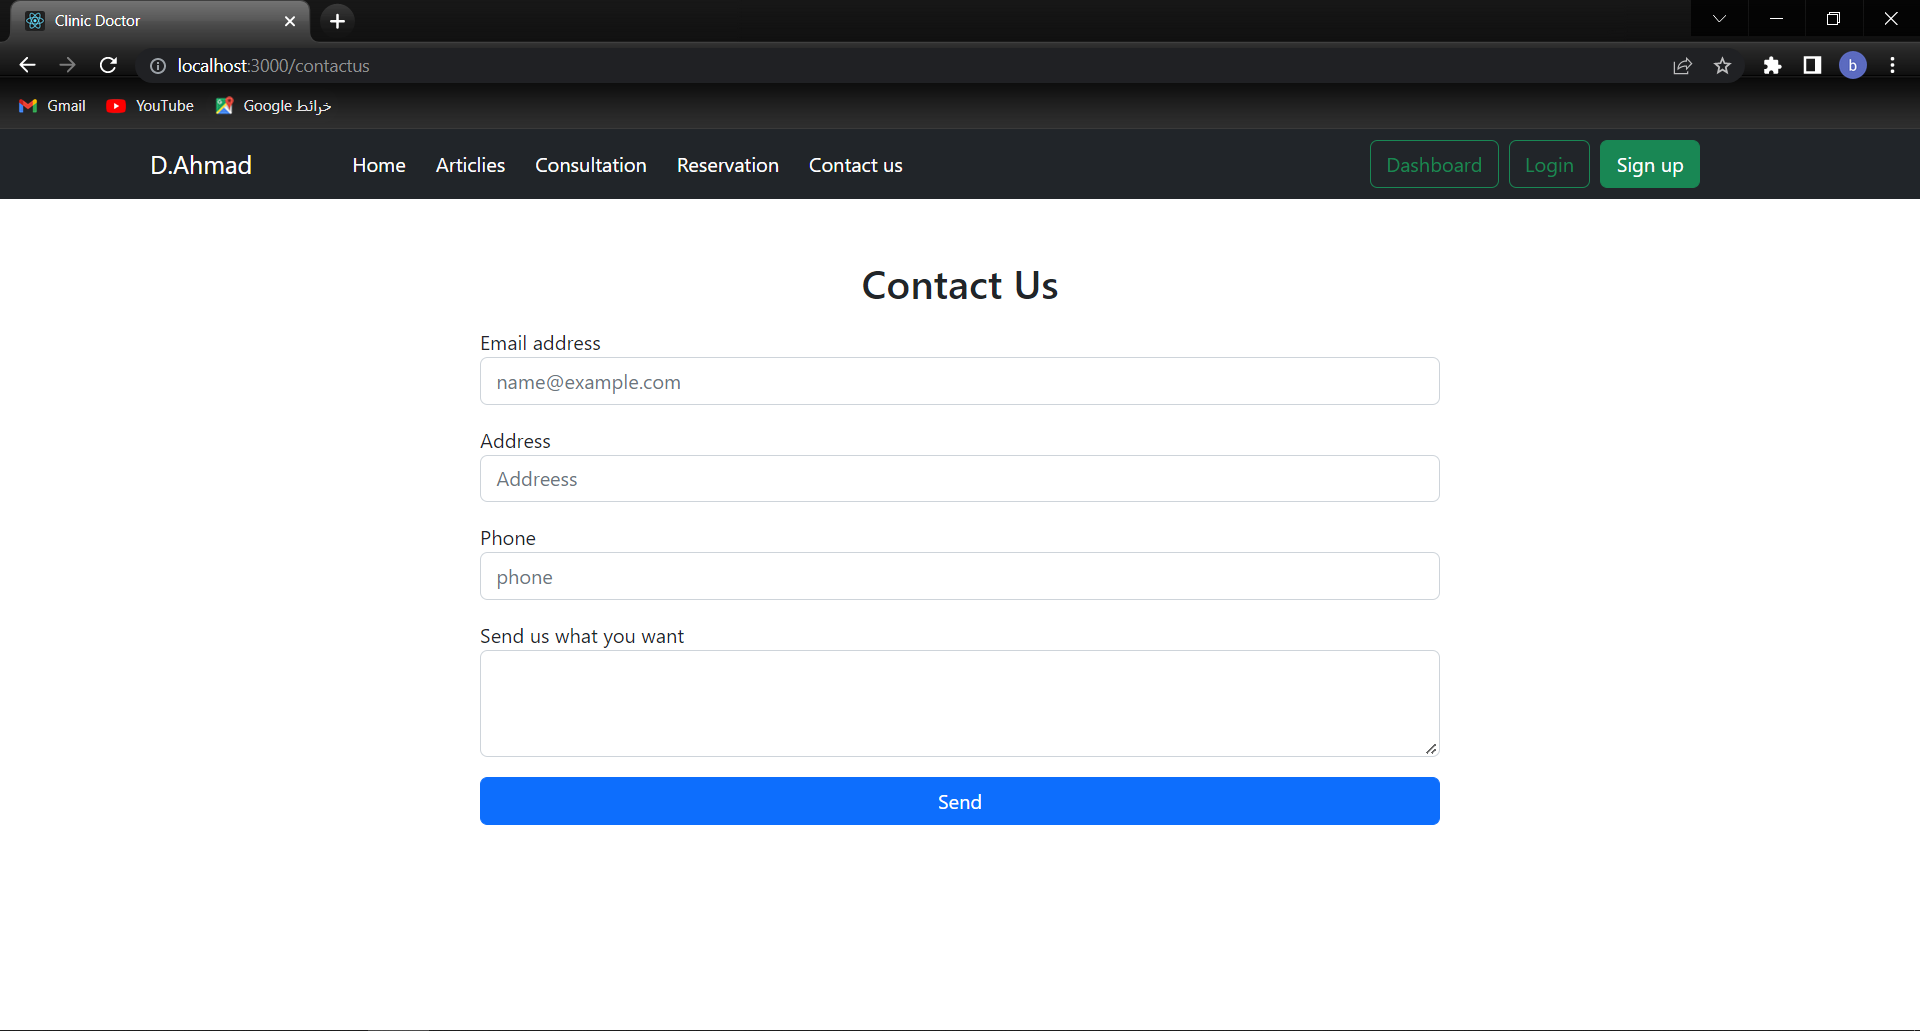 Clinic Doctor
localhost:3000/contactus
b
Gmail YouTube Google خرائط
D.Ahmad Home Articlies Consultation Reservation Contact us Dashboard Login Sign up
Contact Us
Email address
name@example.com
Address
Addreess
Phone
phone
Send us what you want
Send